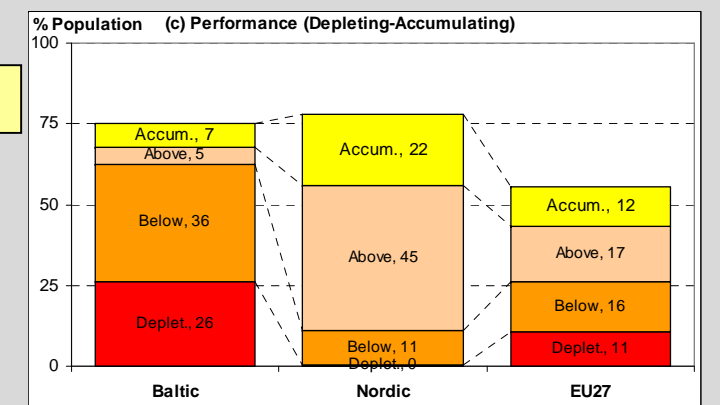 % Population (c) Performance (Depleting-Accumulating)
100
75
50
25
0
Accum., 7
Above, 5
Below, 36
Deplet., 26
Accum., 22
Above, 45
Below, 11
Deplet., 0
Accum., 12
Above, 17
Below, 16
Deplet., 11
Baltic Nordic EU27